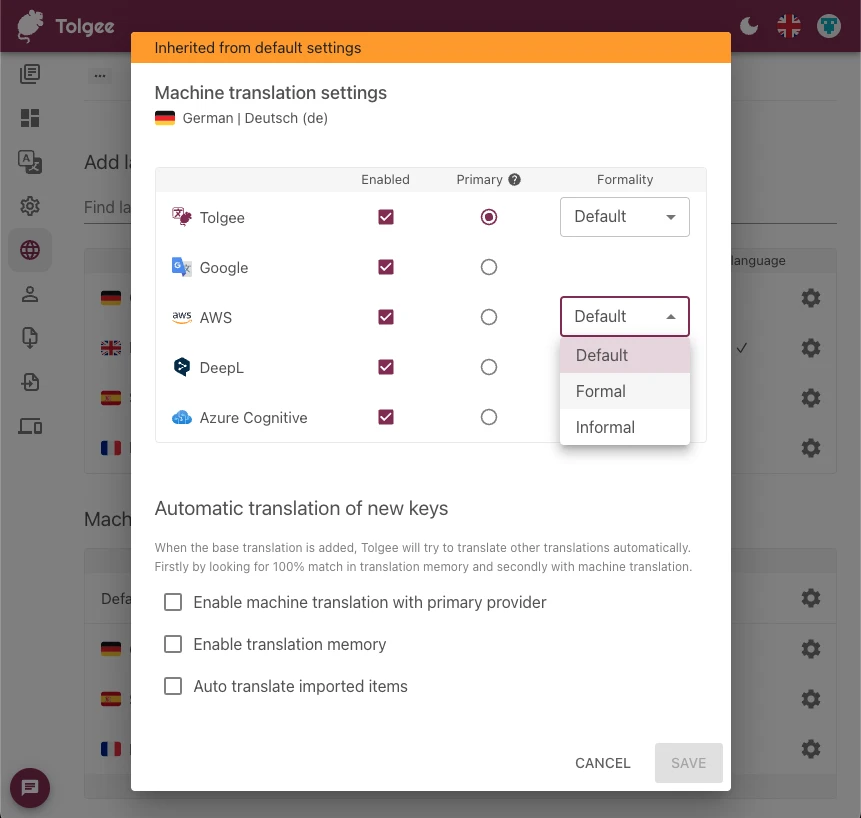 Tolgee
Inherited from default settings
Machine translation settings
German | Deutsch (de)
Add
Find
Enabled Primary Formality
Tolgee Default
Google
language
AWS Default
Default
DeepL
Formal
Azure Cognitive
Informal
Automatic translation of new keys
When the base translation is added, Tolgee will try to translate other translations automatically.
Firstly by looking for 100% match in translation memory and secondly with machine translation.
Enable machine translation with primary provider
Enable translation memory
Auto translate imported items
CANCEL SAVE